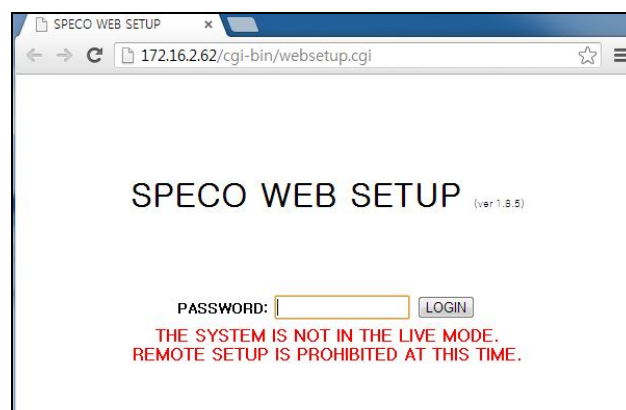 SPECO WEB SETUP
172.16.2.62/cgi-bin/websetup.cgi
SPECO WEB SETUP (ver 1.8.5)
PASSWORD: LOGIN
THE SYSTEM IS NOT IN THE LIVE MODE.
REMOTE SETUP IS PROHIBITED AT THIS TIME.